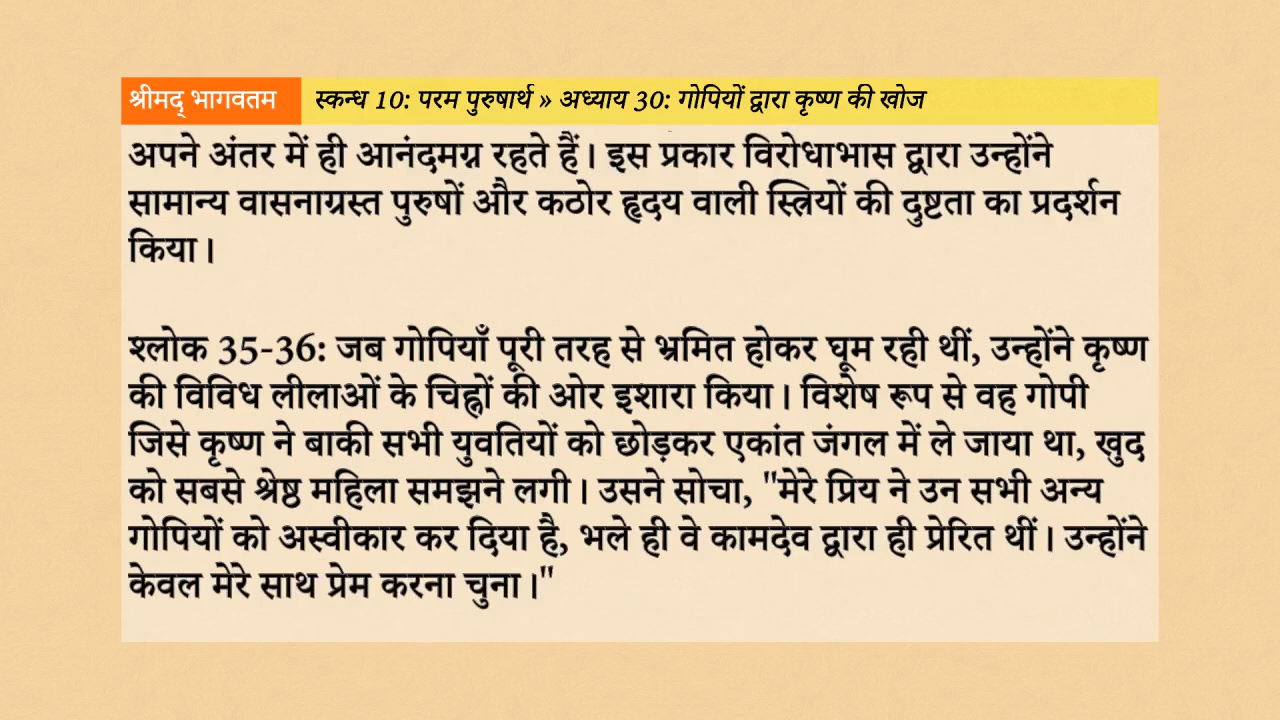 श्रीमद् भागवतम
स्कन्ध 10: परम पुरुषार्थ » अध्याय 30: गोपियों द्वारा कृष्ण की खोज
अपने अंतर में ही आनंदमग्न रहते हैं। इस प्रकार विरोधाभास द्वारा उन्होंने
सामान्य वासनाग्रस्त पुरुषों और कठोर हृदय वाली स्त्रियों की दुष्टता का प्रदर्शन
किया।
श्लोक 35-36: जब गोपियाँ पूरी तरह से भ्रमित होकर घूम रही थीं, उन्होंने कृष्ण
की विविध लीलाओं के चिह्नों की ओर इशारा किया। विशेष रूप से वह गोपी
जिसे कृष्ण ने बाकी सभी युवतियों को छोड़कर एकांत जंगल में ले जाया था, खुद
को सबसे श्रेष्ठ महिला समझने लगी। उसने सोचा, "मेरे प्रिय ने उन सभी अन्य
गोपियों को अस्वीकार कर दिया है, भले ही वे कामदेव द्वारा ही प्रेरित थीं। उन्होंने
केवल मेरे साथ प्रेम करना चुना।"